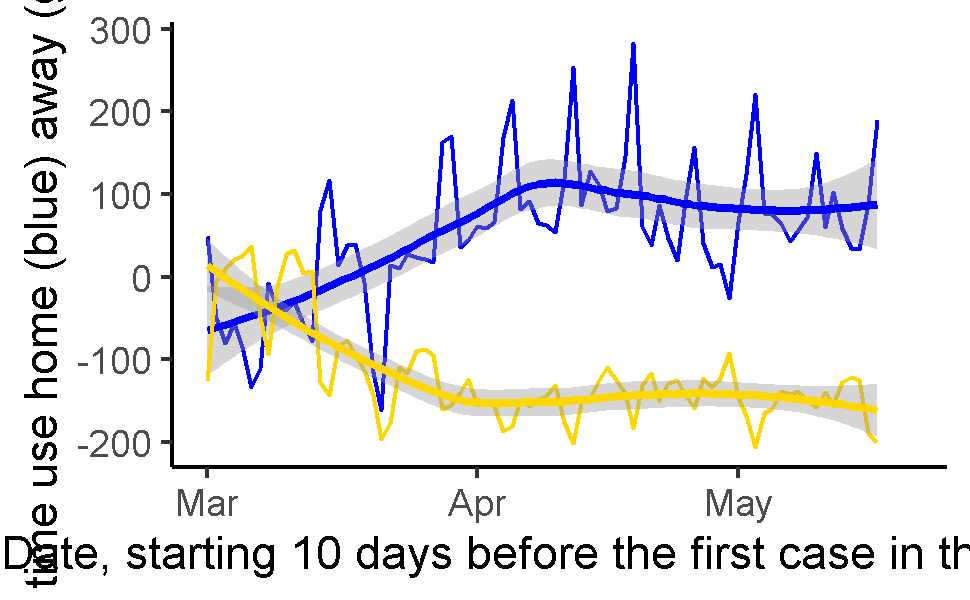 time use home (blue) away (g
300
200
100
0
-100
-200
Mar Apr May
Date, starting 10 days before the first case in th